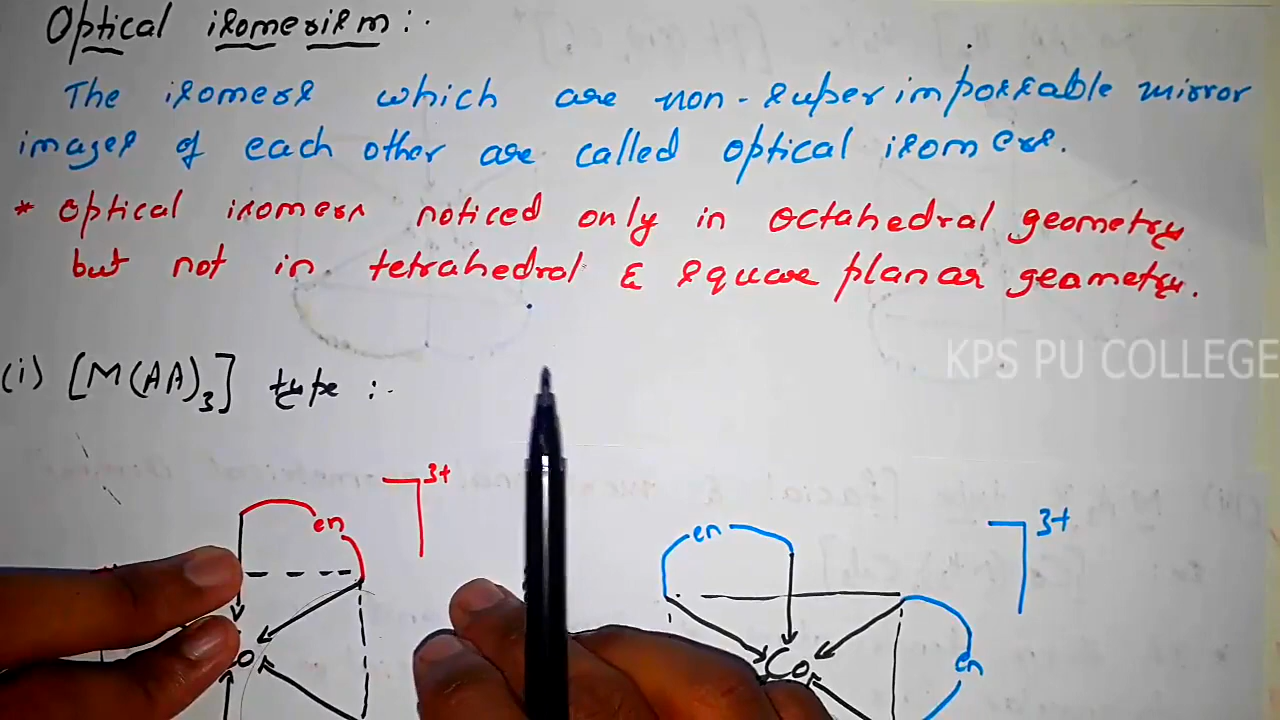 Optical isomerism :-
The isomers which are non-superimpossable mirror
images of each other are called optical isomers.
* Optical isomers noticed only in octahedral geometry
but not in tetrahedral & square planar geametry.
KPS PU COLLEGE
(i) [M(AA)3] type :-
en 3+
en 3+
Co
en